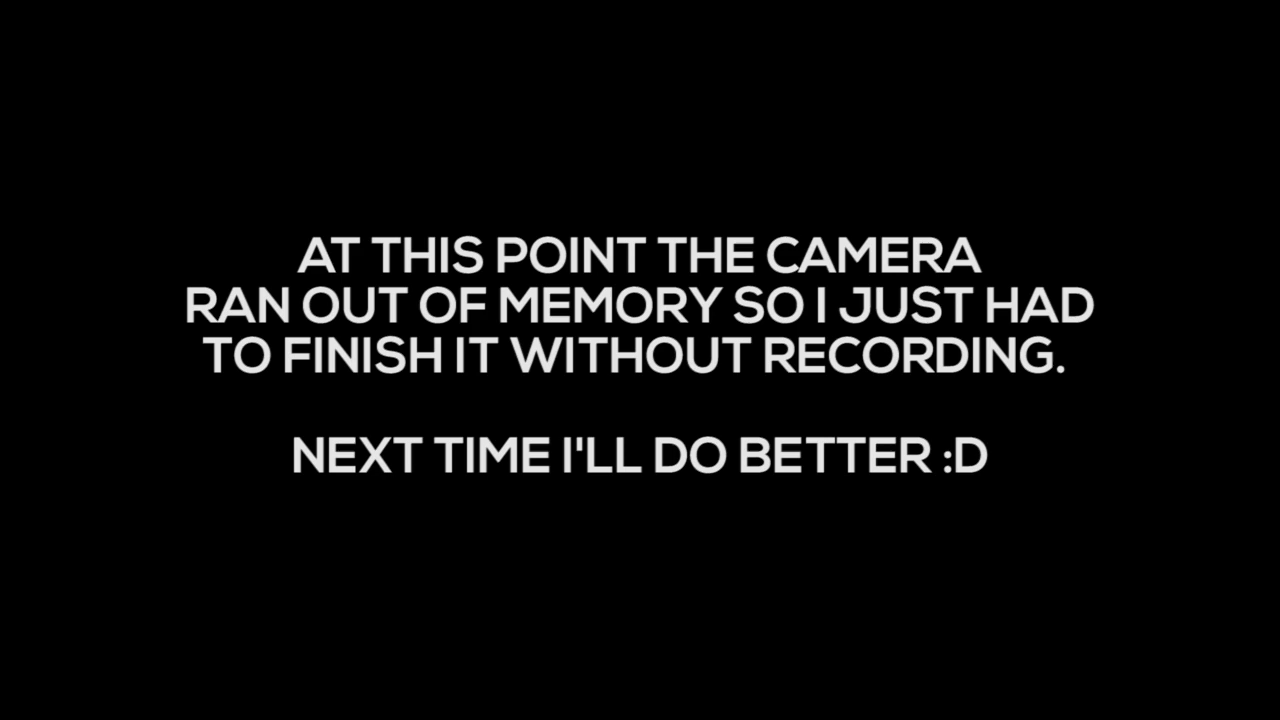 AT THIS POINT THE CAMERA
RAN OUT OF MEMORY SO I JUST HAD
TO FINISH IT WITHOUT RECORDING.
NEXT TIME I'LL DO BETTER :D